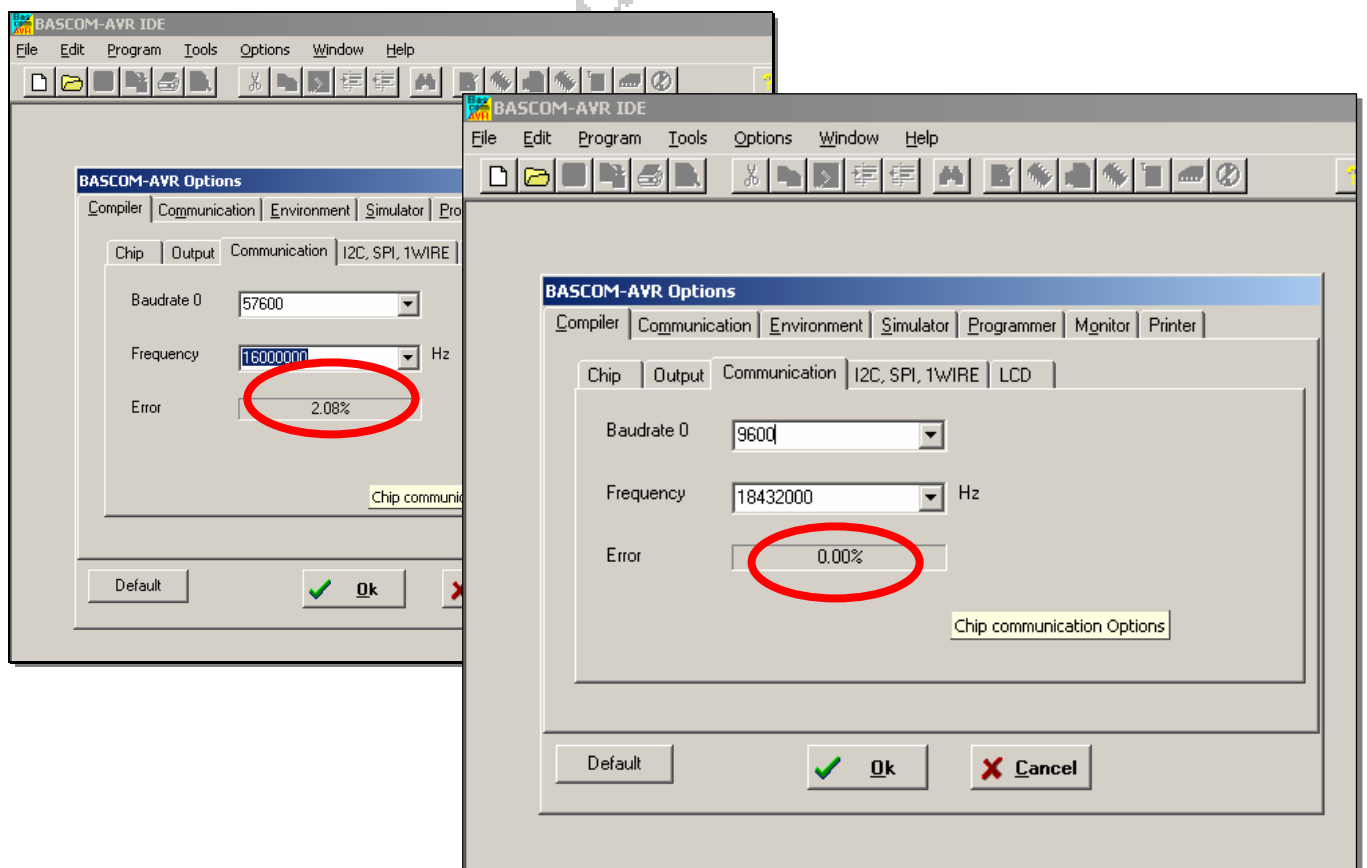 BASCOM-AVR IDE
File Edit Program Tools Options Window Help
BASCOM-AVR Options
Compiler Communication Environment Simulator
Chip Output Communication I2C, SPI, 1WIRE
Baudrate 0 57600
Frequency 16000000 Hz
Error 2.08%
Chip
Default Ok
BASCOM-AVR IDE
File Edit Program Tools Options Window Help
BASCOM-AVR Options
Compiler Communication Environment Simulator Programmer Monitor Printer
Chip Output Communication I2C, SPI, 1WIRE LCD
Baudrate 0 9600
Frequency 18432000 Hz
Error 0.00%
Chip communication Options
Default Ok Cancel